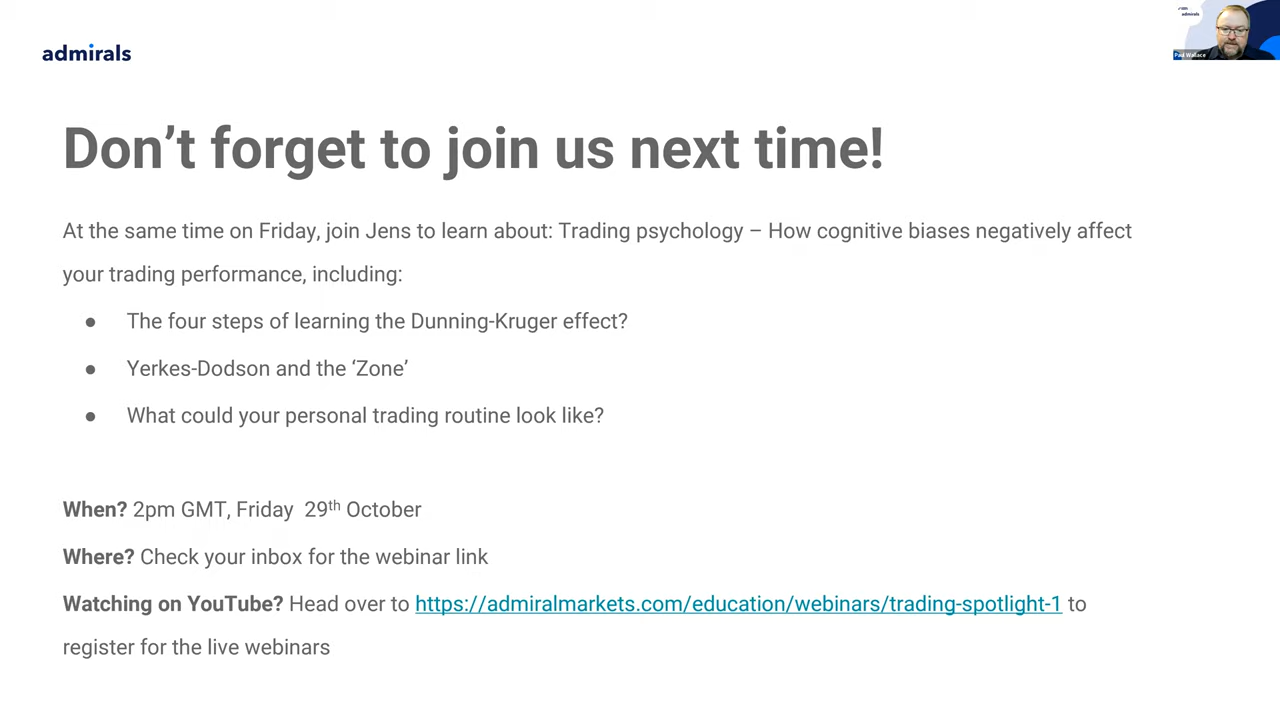 admirals
admirals
Paul Wallace
Don’t forget to join us next time!
At the same time on Friday, join Jens to learn about: Trading psychology – How cognitive biases negatively affect
your trading performance, including:
● The four steps of learning the Dunning-Kruger effect?
● Yerkes-Dodson and the ‘Zone’
● What could your personal trading routine look like?
When? 2pm GMT, Friday 29th October
Where? Check your inbox for the webinar link
Watching on YouTube? Head over to https://admiralmarkets.com/education/webinars/trading-spotlight-1 to
register for the live webinars